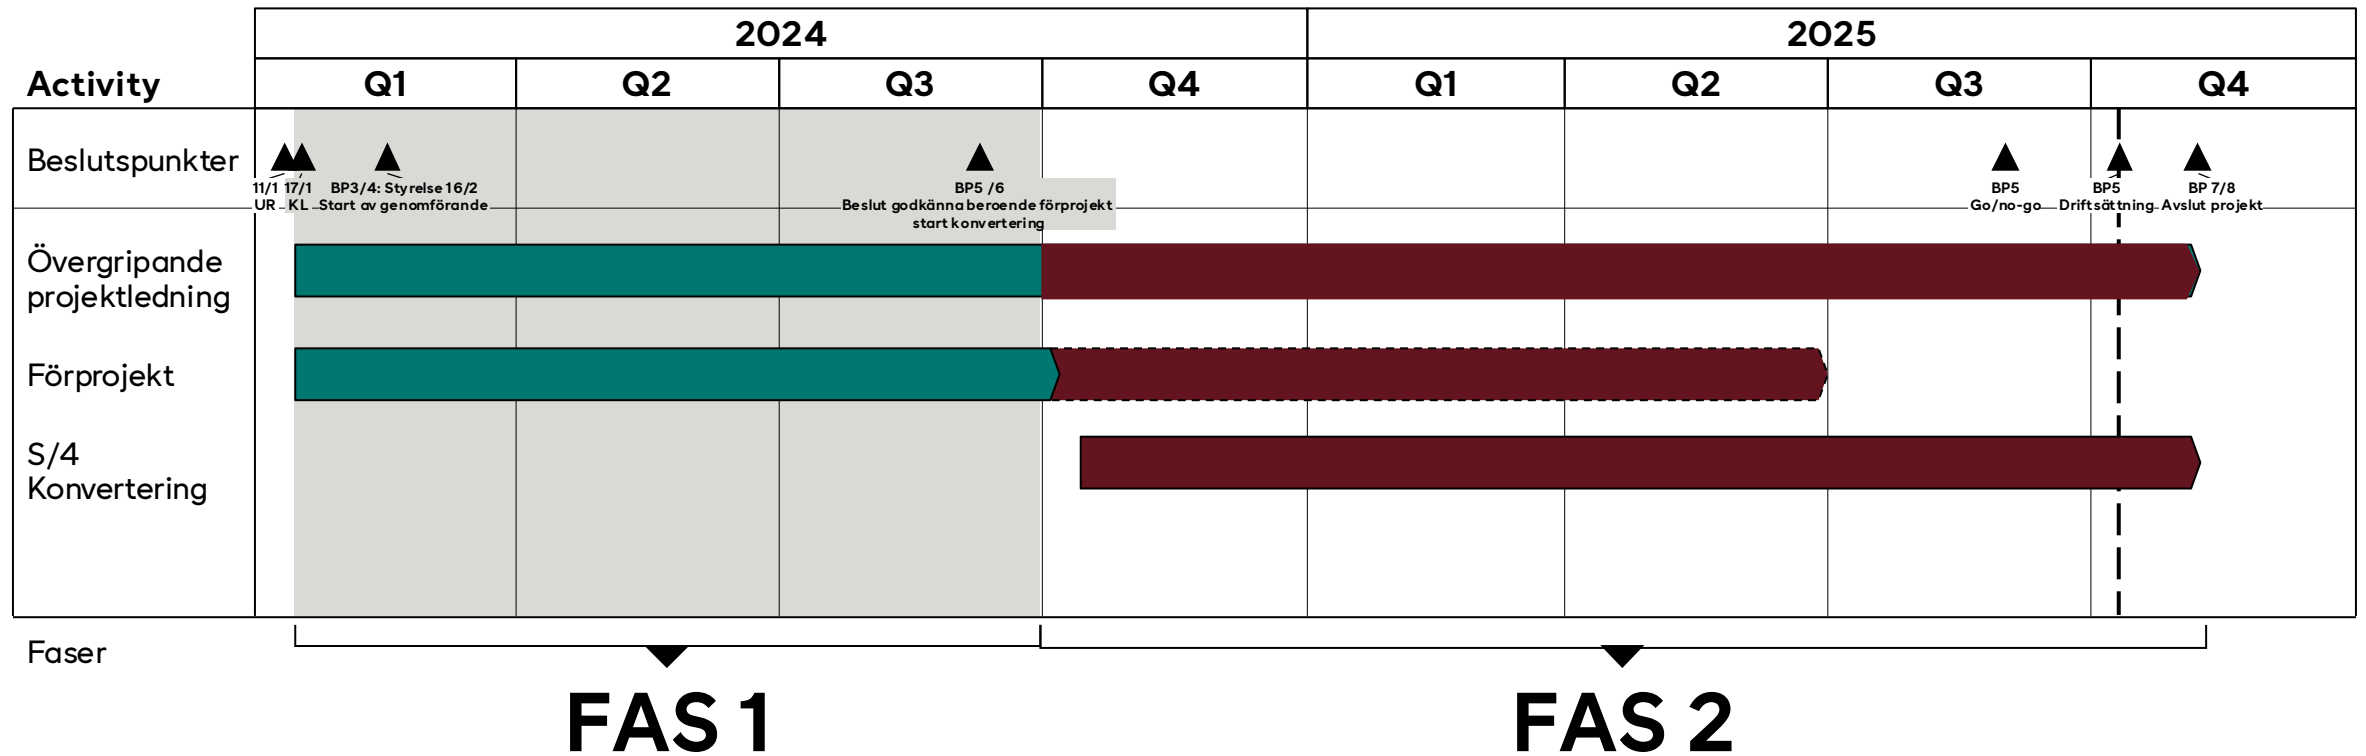 2024
2025
Activity
Q1
Q2
Q3
Q4
Q1
Q2
Q3
Q4
Beslutspunkter
11/1
UR
17/1
KL
BP3/4: Styrelse 16/2
Start av genomförande
BP5 /6
Beslut godkänna beroende förprojekt
start konvertering
BP5
Go/no-go
BP5
Driftsättning
BP 7/8
Avslut projekt
Övergripande
projektledning
Förprojekt
S/4
Konvertering
Faser
FAS 1
FAS 2